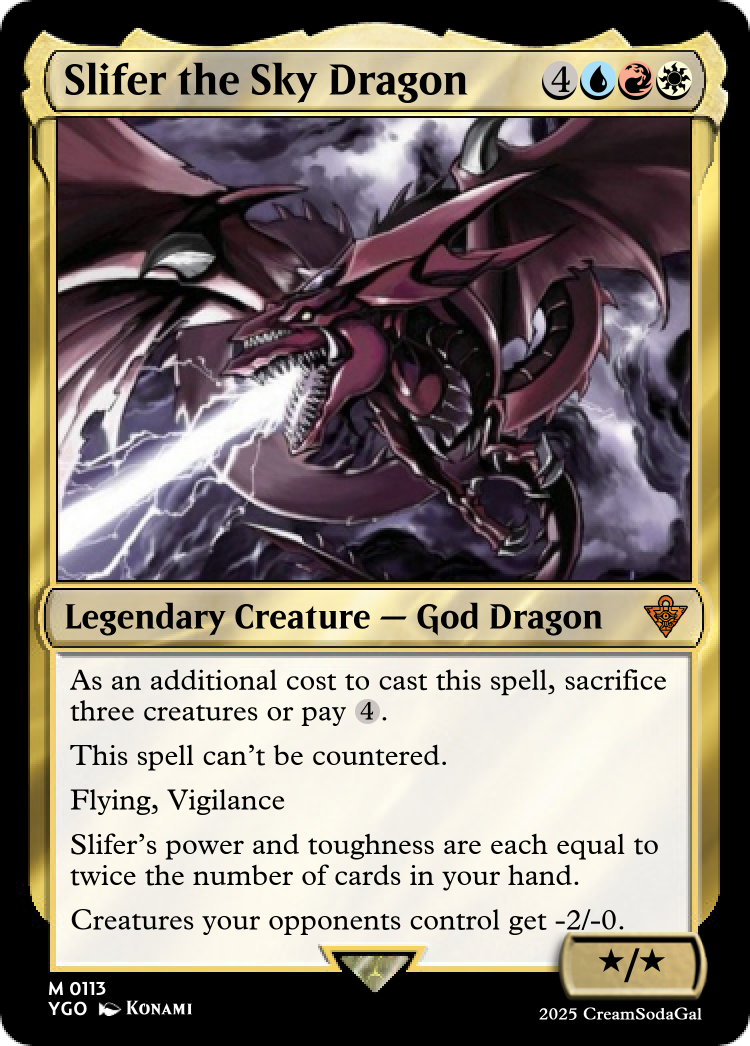 Slifer the Sky Dragon 4
Legendary Creature — God Dragon
As an additional cost to cast this spell, sacrifice
three creatures or pay 4.
This spell can't be countered.
Flying, Vigilance
Slifer's power and toughness are each equal to
twice the number of cards in your hand.
Creatures your opponents control get -2/-0.
★/★
M 0113
YGO KONAMI
2025 CreamSodaGal